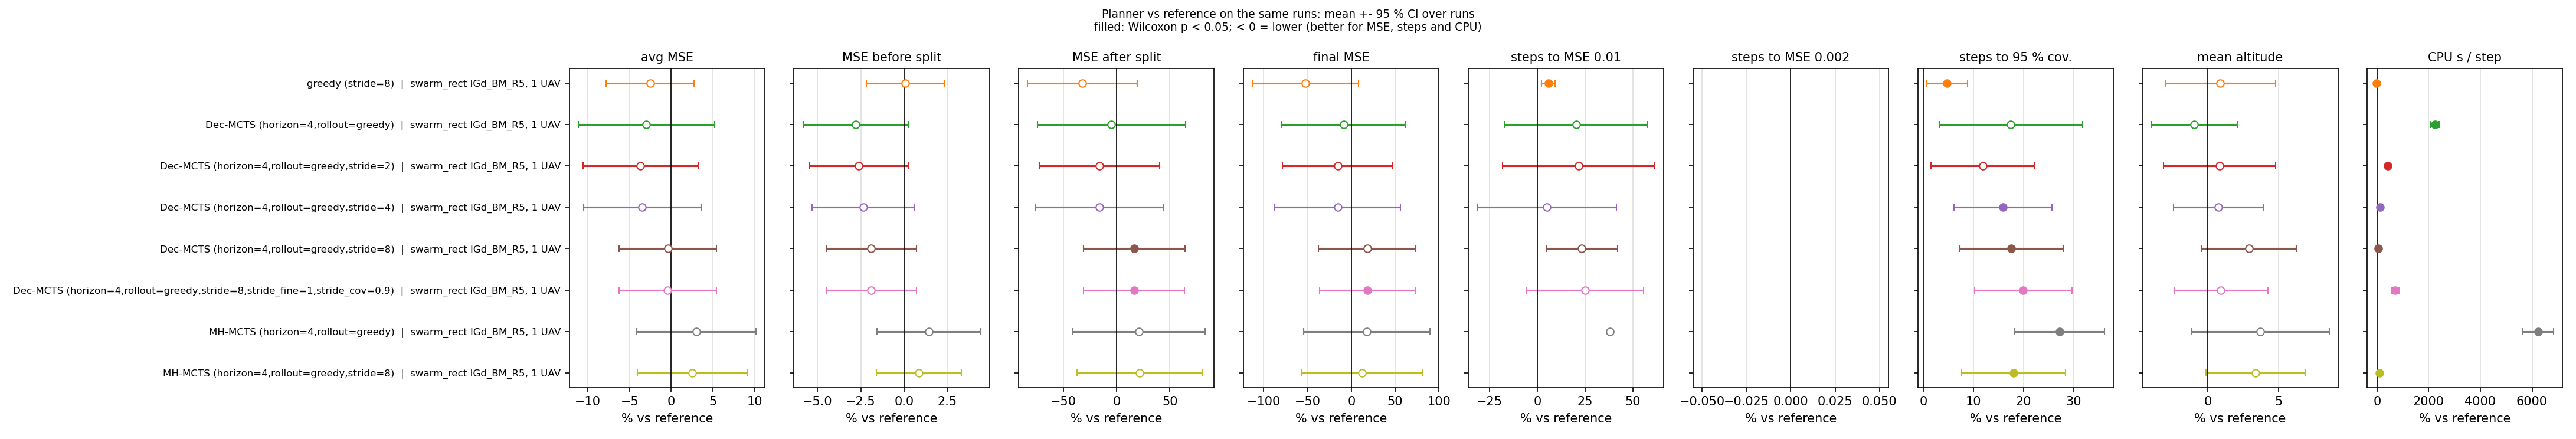 Planner vs reference on the same runs: mean +- 95 % CI over runs
filled: Wilcoxon p < 0.05; < 0 = lower (better for MSE, steps and CPU)
avg MSE
MSE before split
MSE after split
final MSE
steps to MSE 0.01
steps to MSE 0.002
steps to 95 % cov.
mean altitude
CPU s / step
greedy (stride=8) | swarm_rect IGd_BM_R5, 1 UAV
Dec-MCTS (horizon=4,rollout=greedy) | swarm_rect IGd_BM_R5, 1 UAV
Dec-MCTS (horizon=4,rollout=greedy,stride=2) | swarm_rect IGd_BM_R5, 1 UAV
Dec-MCTS (horizon=4,rollout=greedy,stride=4) | swarm_rect IGd_BM_R5, 1 UAV
Dec-MCTS (horizon=4,rollout=greedy,stride=8) | swarm_rect IGd_BM_R5, 1 UAV
Dec-MCTS (horizon=4,rollout=greedy,stride=8,stride_fine=1,stride_cov=0.9) | swarm_rect IGd_BM_R5, 1 UAV
MH-MCTS (horizon=4,rollout=greedy) | swarm_rect IGd_BM_R5, 1 UAV
MH-MCTS (horizon=4,rollout=greedy,stride=8) | swarm_rect IGd_BM_R5, 1 UAV
−10 −5 0 5 10
% vs reference
−5.0 −2.5 0.0 2.5
% vs reference
−50 0 50
% vs reference
−100 −50 0 50 100
% vs reference
−25 0 25 50
% vs reference
−0.050 −0.025 0.000 0.025 0.050
% vs reference
0 10 20 30
% vs reference
0 5
% vs reference
0 2000 4000 6000
% vs reference